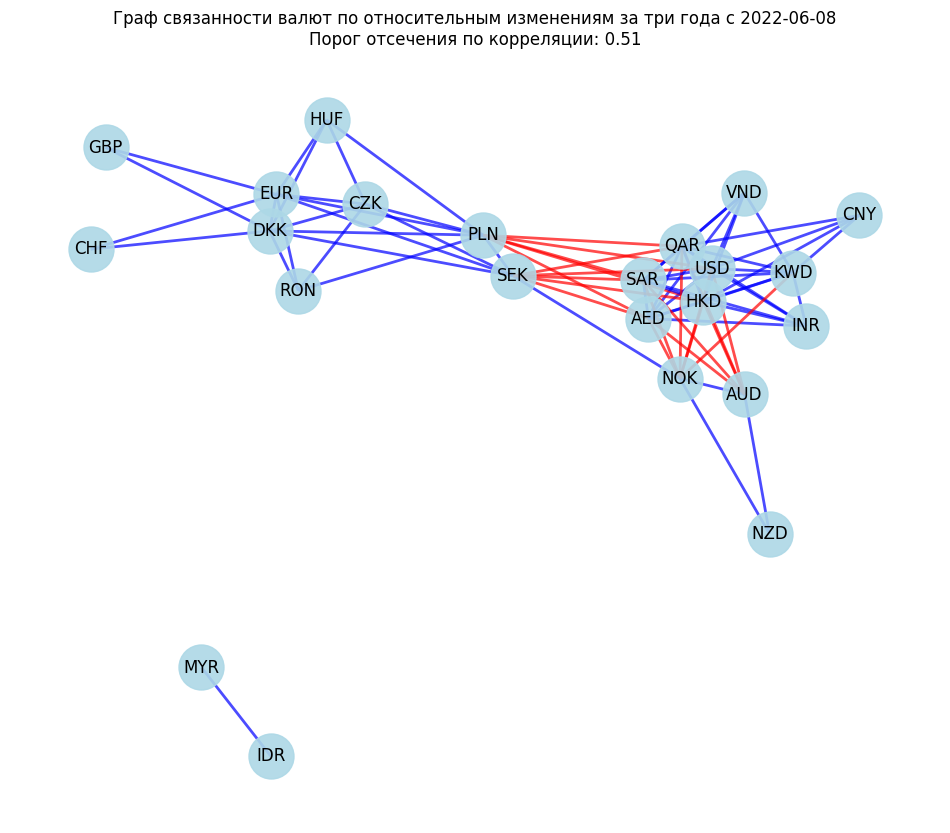 Граф связанности валют по относительным изменениям за три года с 2022-06-08
Порог отсечения по корреляции: 0.51
HUF
GBP
EUR
VND
CZK
CNY
DKK
PLN
QAR
CHF
USD
KWD
SEK
SAR
RON
HKD
AED
INR
NOK
AUD
NZD
MYR
IDR